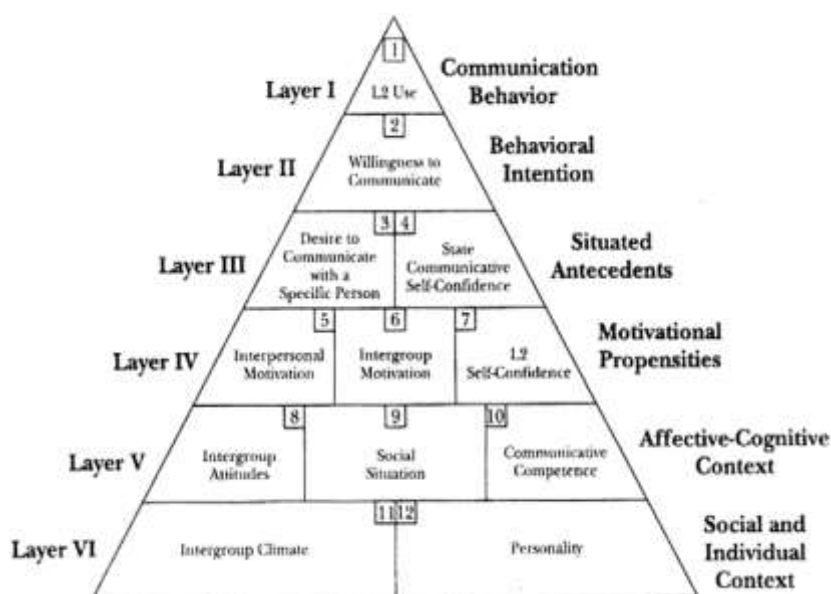 1
Layer I
L2 Use
Communication
Behavior
2
Layer II
Willingness to
Communicate
Behavioral
Intention
3 4
Layer III
Desire to
Communicate
with a
Specific Person
State
Communicative
Self-Confidence
Situated
Antecedents
5 6 7
Layer IV
Interpersonal
Motivation
Intergroup
Motivation
L2
Self-Confidence
Motivational
Propensities
8 9 10
Layer V
Intergroup
Attitudes
Social
Situation
Communicative
Competence
Affective-Cognitive
Context
11 12
Layer VI
Intergroup Climate
Personality
Social and
Individual
Context